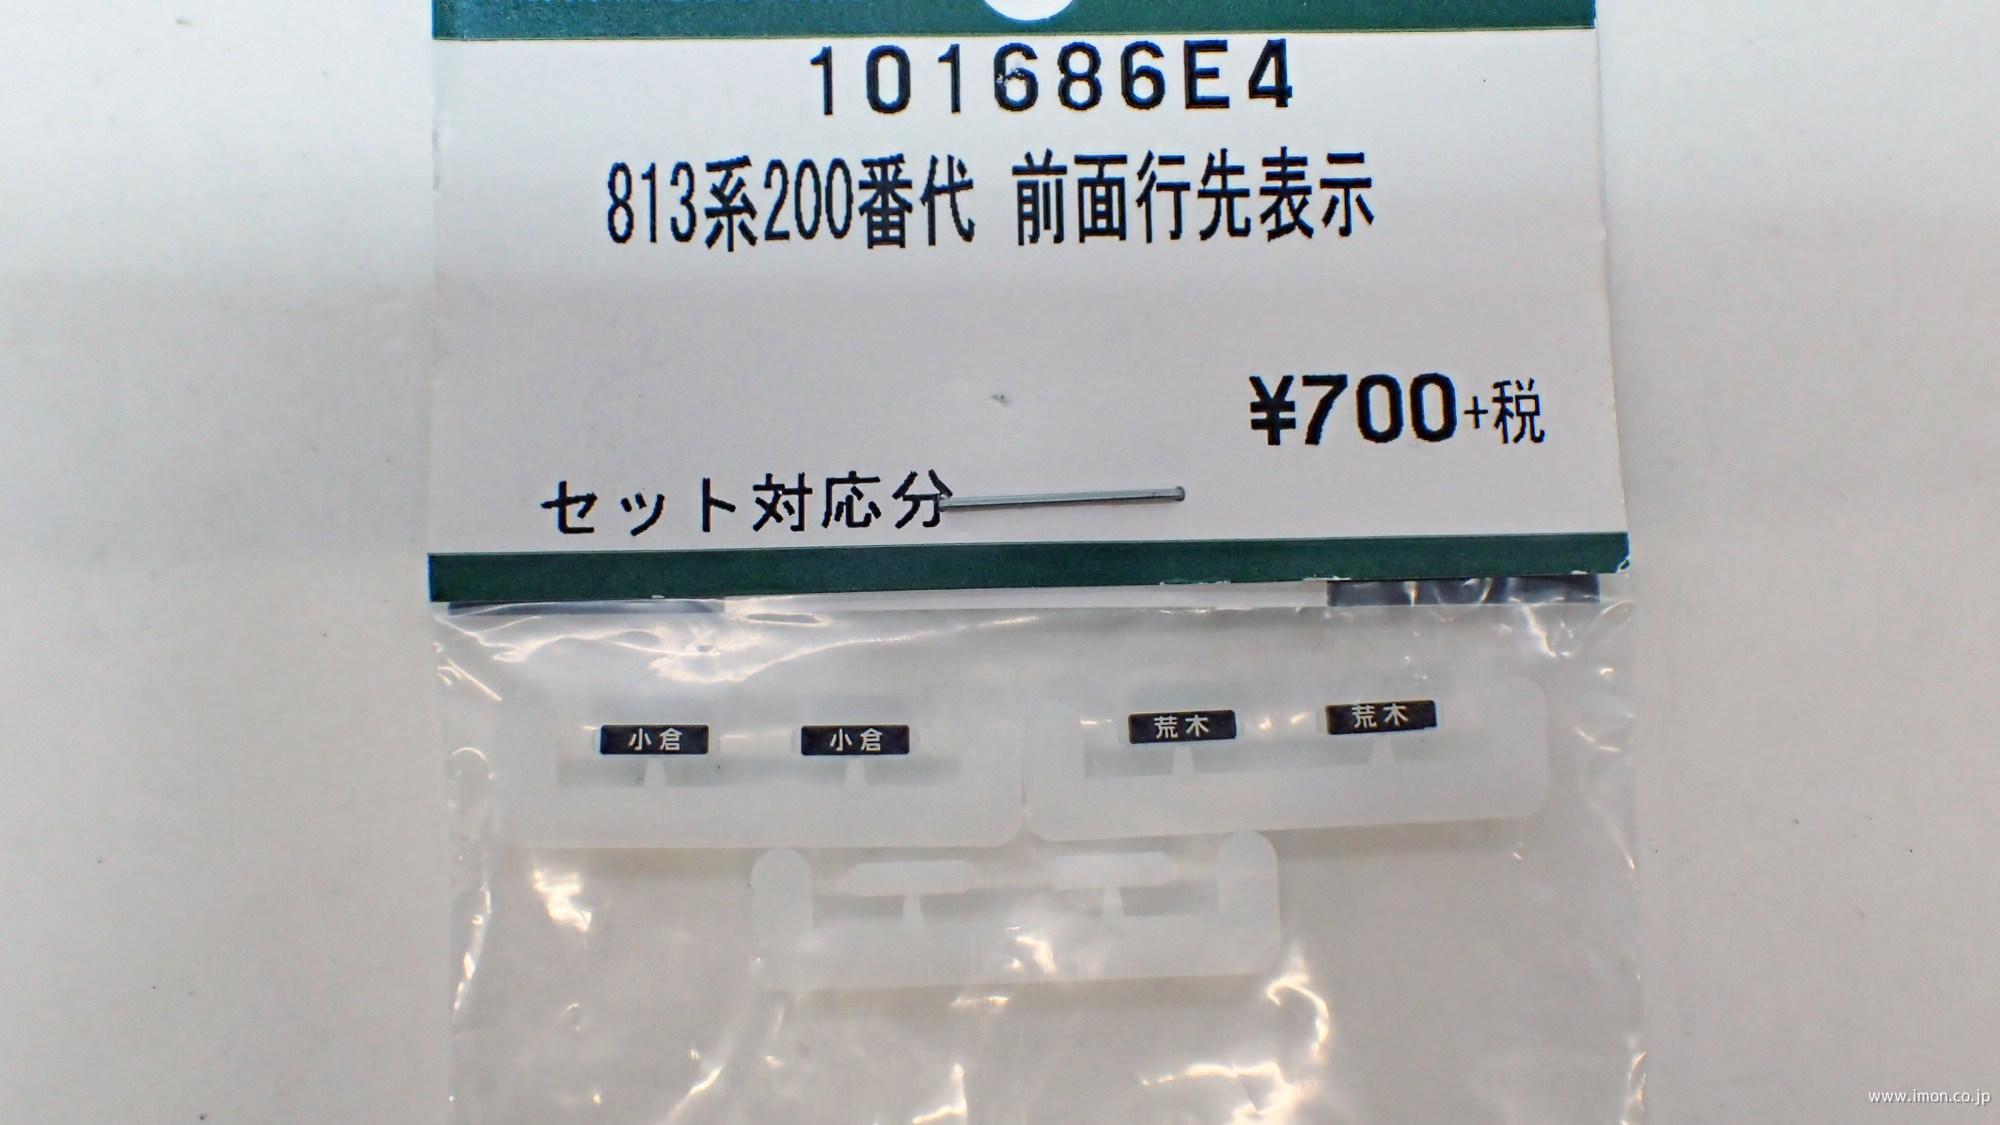 101686E4
813系200番代 前面行先表示
¥700+税
セット対応分
小倉 小倉 荒木 荒木
www.imon.co.jp